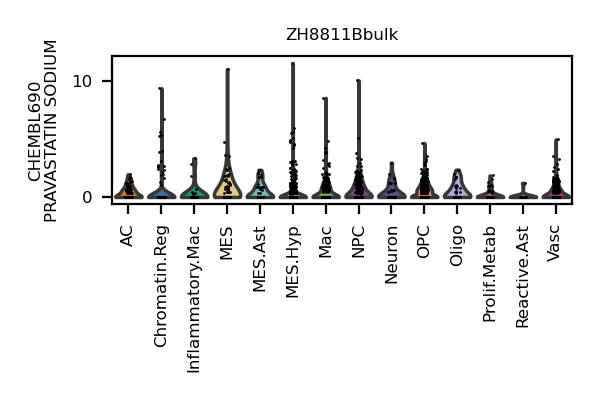 ZH8811Bbulk
CHEMBL690
PRAVASTATIN SODIUM
10
0
AC
Chromatin.Reg
Inflammatory.Mac
MES
MES.Ast
MES.Hyp
Mac
NPC
Neuron
OPC
Oligo
Prolif.Metab
Reactive.Ast
Vasc